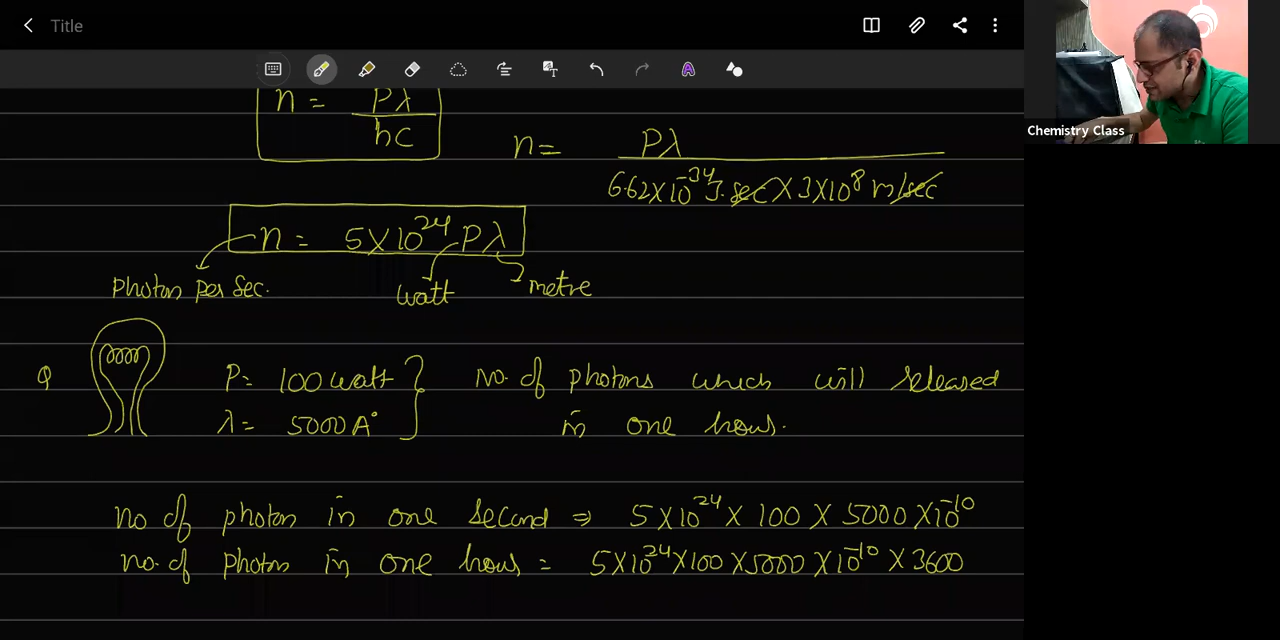 Title
n = Pλ / hc
n = Pλ / 6.62×10⁻³⁴ J.sec × 3×10⁸ m/sec
n = 5×10²⁴ Pλ
Photon per sec.
watt
metre
Q P = 100 watt No. of photons which will released
λ = 5000 A° in one hour.
no of photon in one second ⇒ 5×10²⁴ × 100 × 5000 × 10⁻¹⁰
no. of photon in one hour = 5×10²⁴ × 100 × 5000 × 10⁻¹⁰ × 3600
Chemistry Class